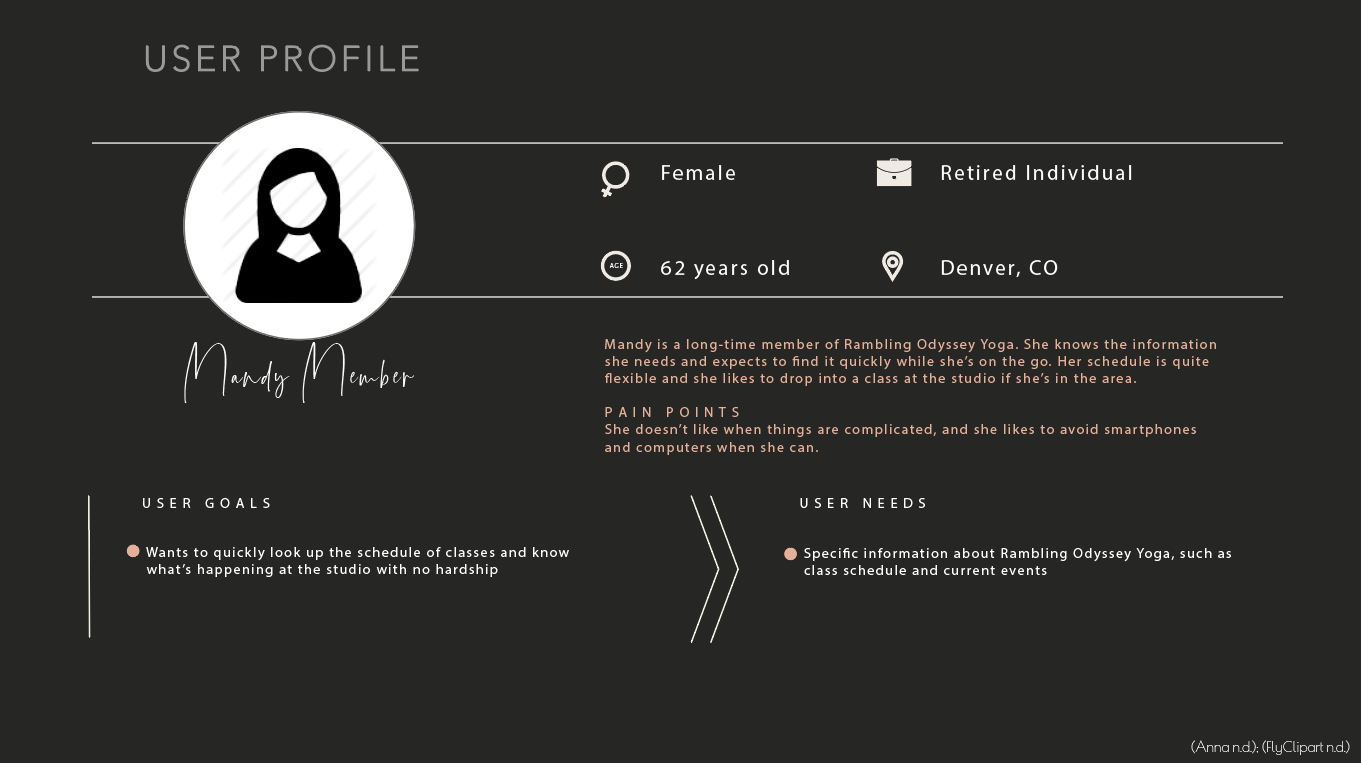 USER PROFILE
Female
Retired Individual
AGE
62 years old
Denver, CO
Mandy Member
Mandy is a long-time member of Rambling Odyssey Yoga. She knows the information
she needs and expects to find it quickly while she’s on the go. Her schedule is quite
flexible and she likes to drop into a class at the studio if she’s in the area.
PAIN POINTS
She doesn’t like when things are complicated, and she likes to avoid smartphones
and computers when she can.
USER GOALS
Wants to quickly look up the schedule of classes and know
what’s happening at the studio with no hardship
USER NEEDS
Specific information about Rambling Odyssey Yoga, such as
class schedule and current events
(Anna n.d.); (FlyClipart n.d.)